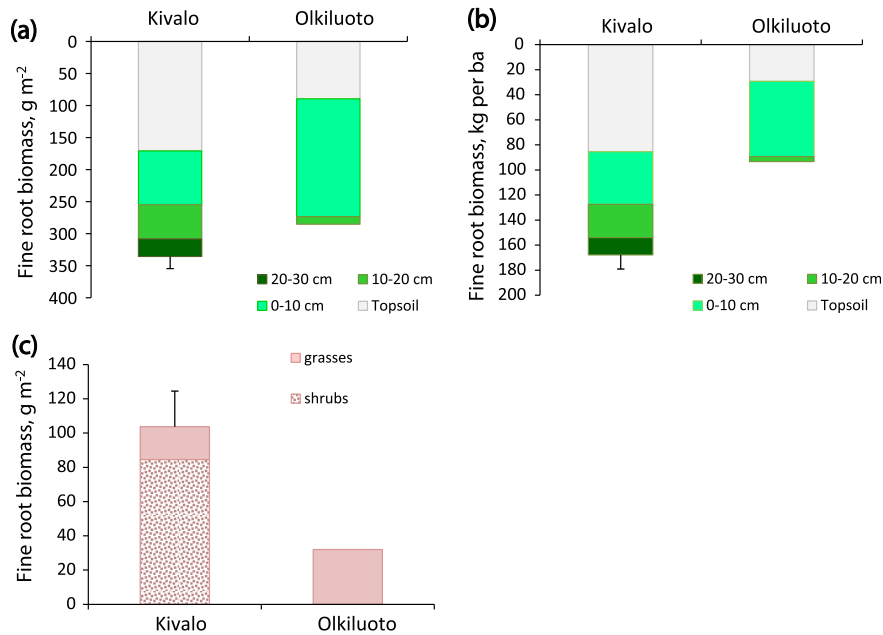 (a)
Kivalo Olkiluoto
Fine root biomass, g m-2
0
50
100
150
200
250
300
350
400
20-30 cm 10-20 cm
0-10 cm Topsoil
(b)
Kivalo Olkiluoto
Fine root biomass, kg per ba
0
20
40
60
80
100
120
140
160
180
200
20-30 cm 10-20 cm
0-10 cm Topsoil
(c)
Fine root biomass, g m-2
140
120
100
80
60
40
20
0
grasses
shrubs
Kivalo Olkiluoto